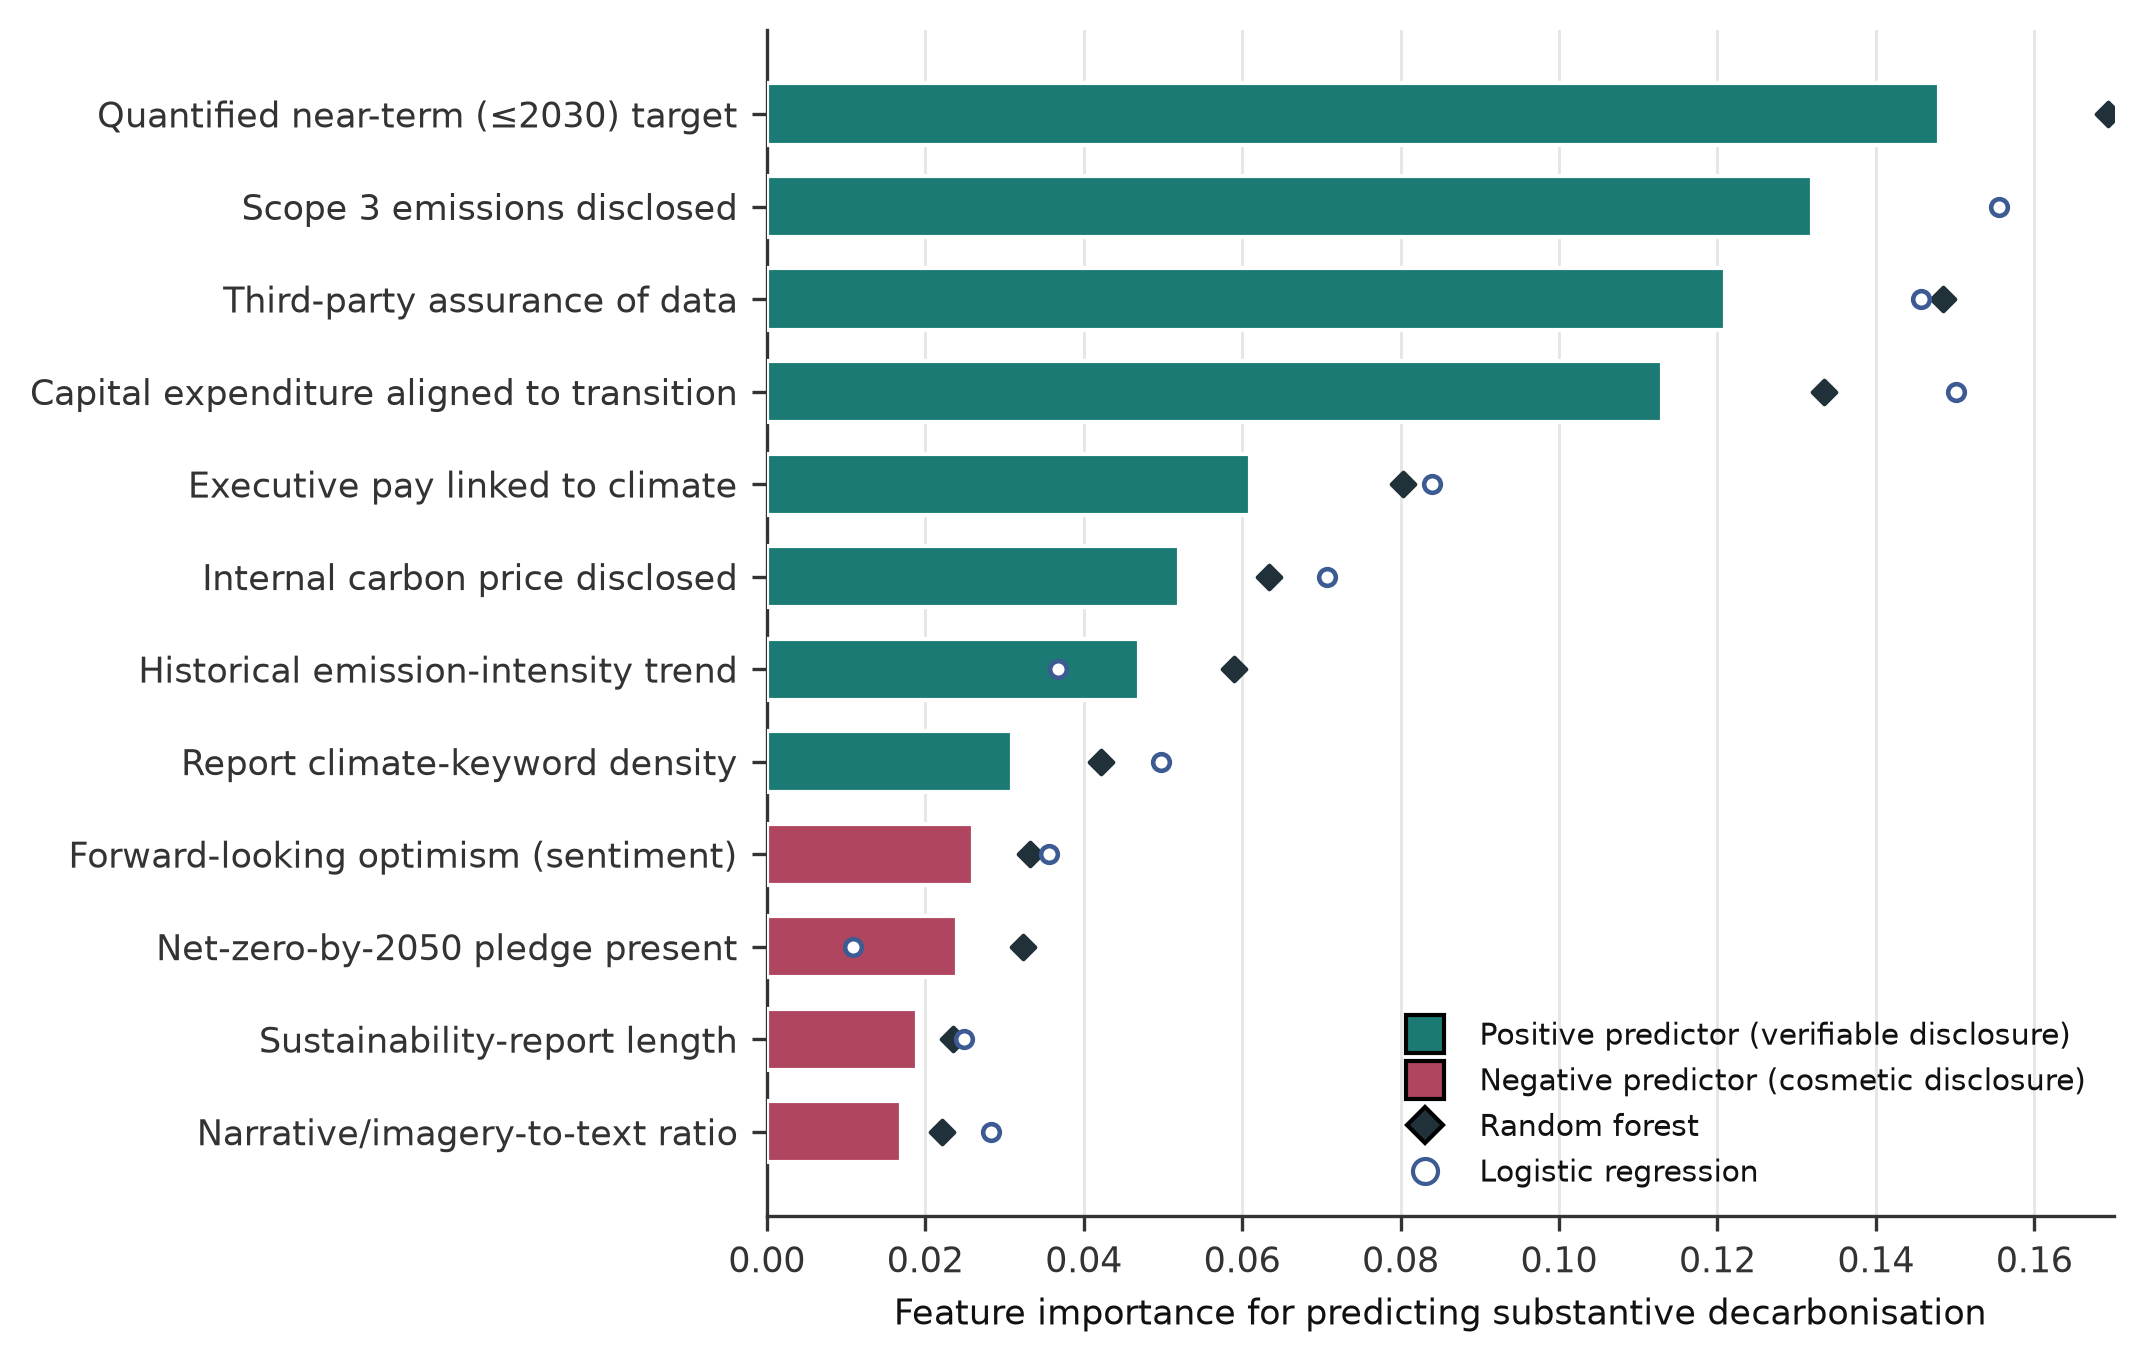 Quantified near-term (≤2030) target
Scope 3 emissions disclosed
Third-party assurance of data
Capital expenditure aligned to transition
Executive pay linked to climate
Internal carbon price disclosed
Historical emission-intensity trend
Report climate-keyword density
Forward-looking optimism (sentiment)
Net-zero-by-2050 pledge present
Sustainability-report length
Narrative/imagery-to-text ratio
Positive predictor (verifiable disclosure)
Negative predictor (cosmetic disclosure)
Random forest
Logistic regression
0.00 0.02 0.04 0.06 0.08 0.10 0.12 0.14 0.16
Feature importance for predicting substantive decarbonisation